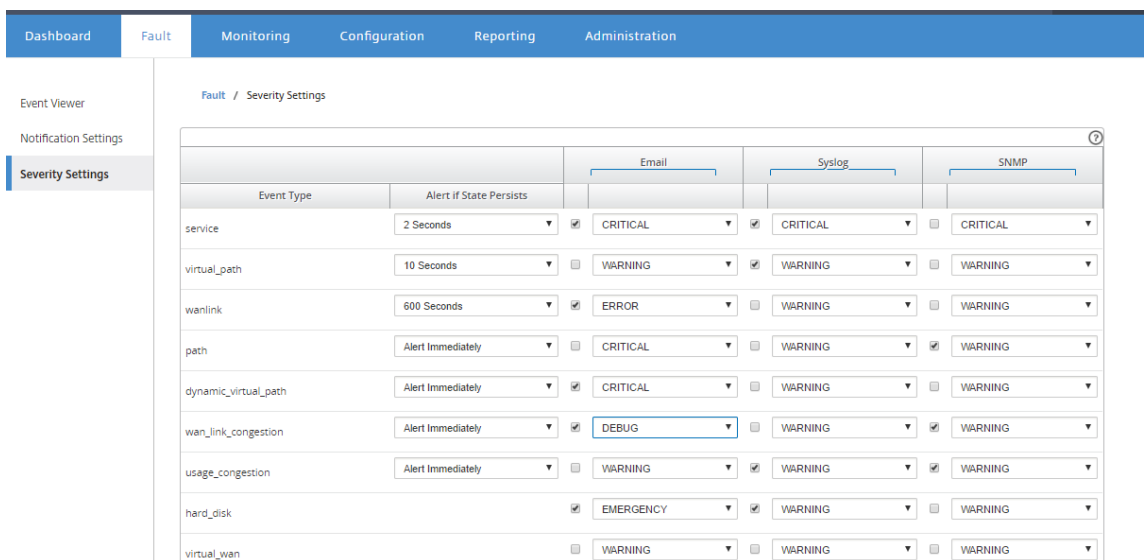 Dashboard Fault Monitoring Configuration Reporting Administration
Event Viewer
Notification Settings
Severity Settings
Fault / Severity Settings
?
Email Syslog SNMP
Event Type Alert if State Persists
service 2 Seconds CRITICAL CRITICAL CRITICAL
virtual_path 10 Seconds WARNING WARNING WARNING
wanlink 600 Seconds ERROR WARNING WARNING
path Alert Immediately CRITICAL WARNING WARNING
dynamic_virtual_path Alert Immediately CRITICAL WARNING WARNING
wan_link_congestion Alert Immediately DEBUG WARNING WARNING
usage_congestion Alert Immediately WARNING WARNING WARNING
hard_disk EMERGENCY WARNING WARNING
virtual_wan WARNING WARNING WARNING